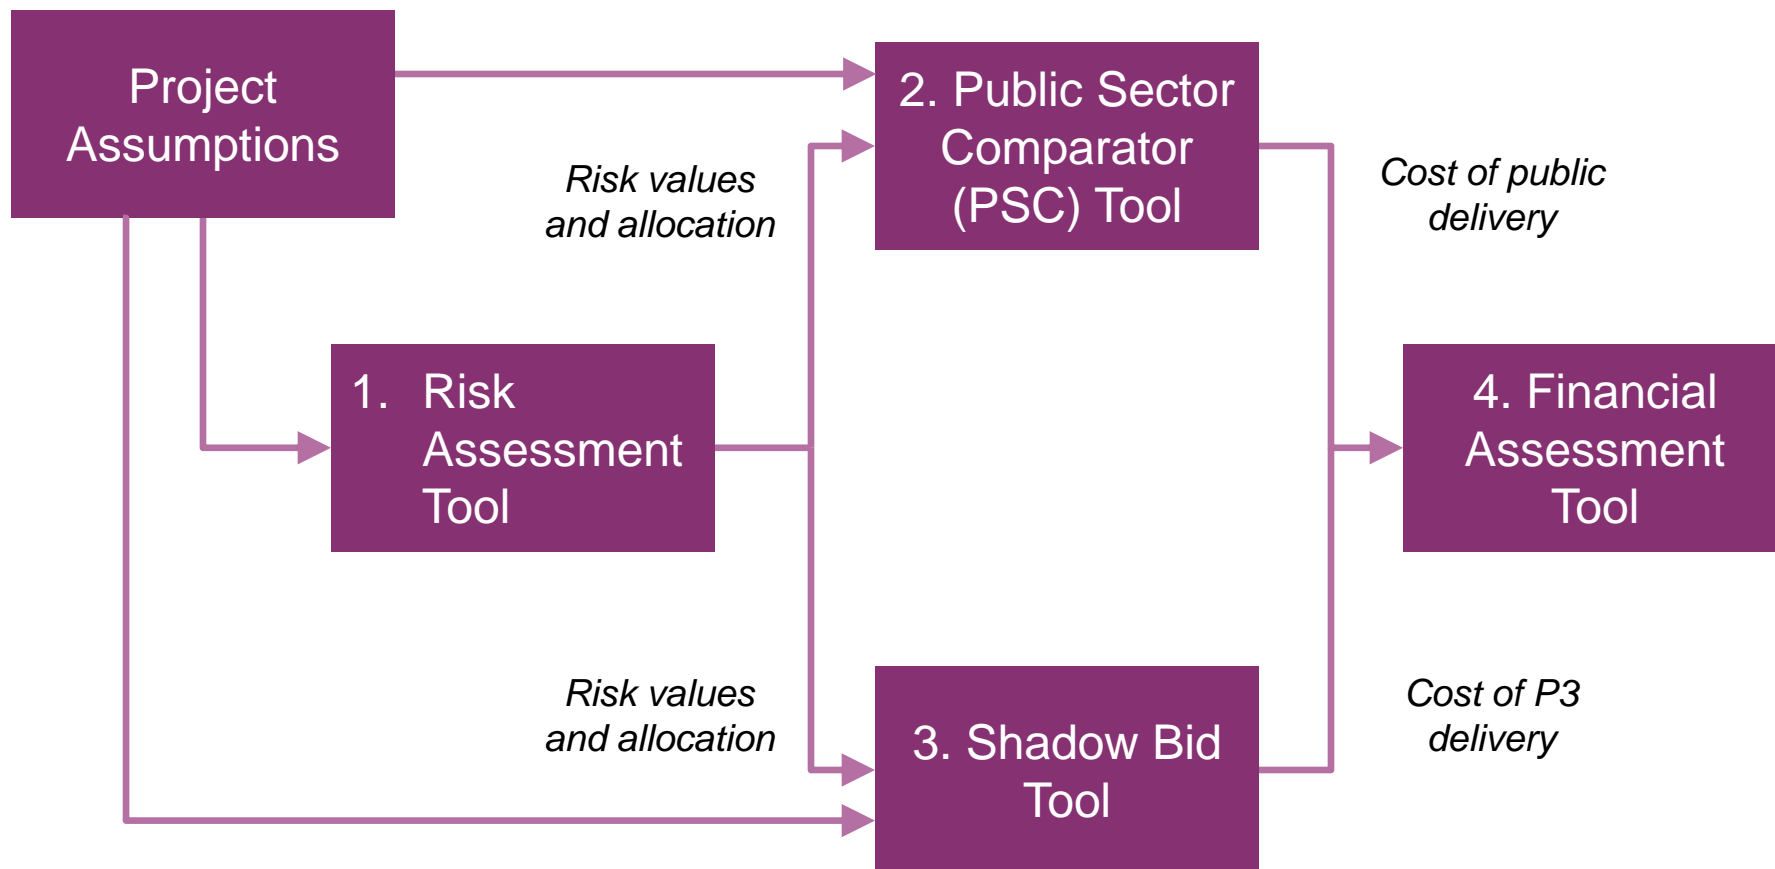 Project
Assumptions
2. Public Sector
Comparator
(PSC) Tool
Risk values
and allocation
Cost of public
delivery
1. Risk
Assessment
Tool
4. Financial
Assessment
Tool
Risk values
and allocation
3. Shadow Bid
Tool
Cost of P3
delivery